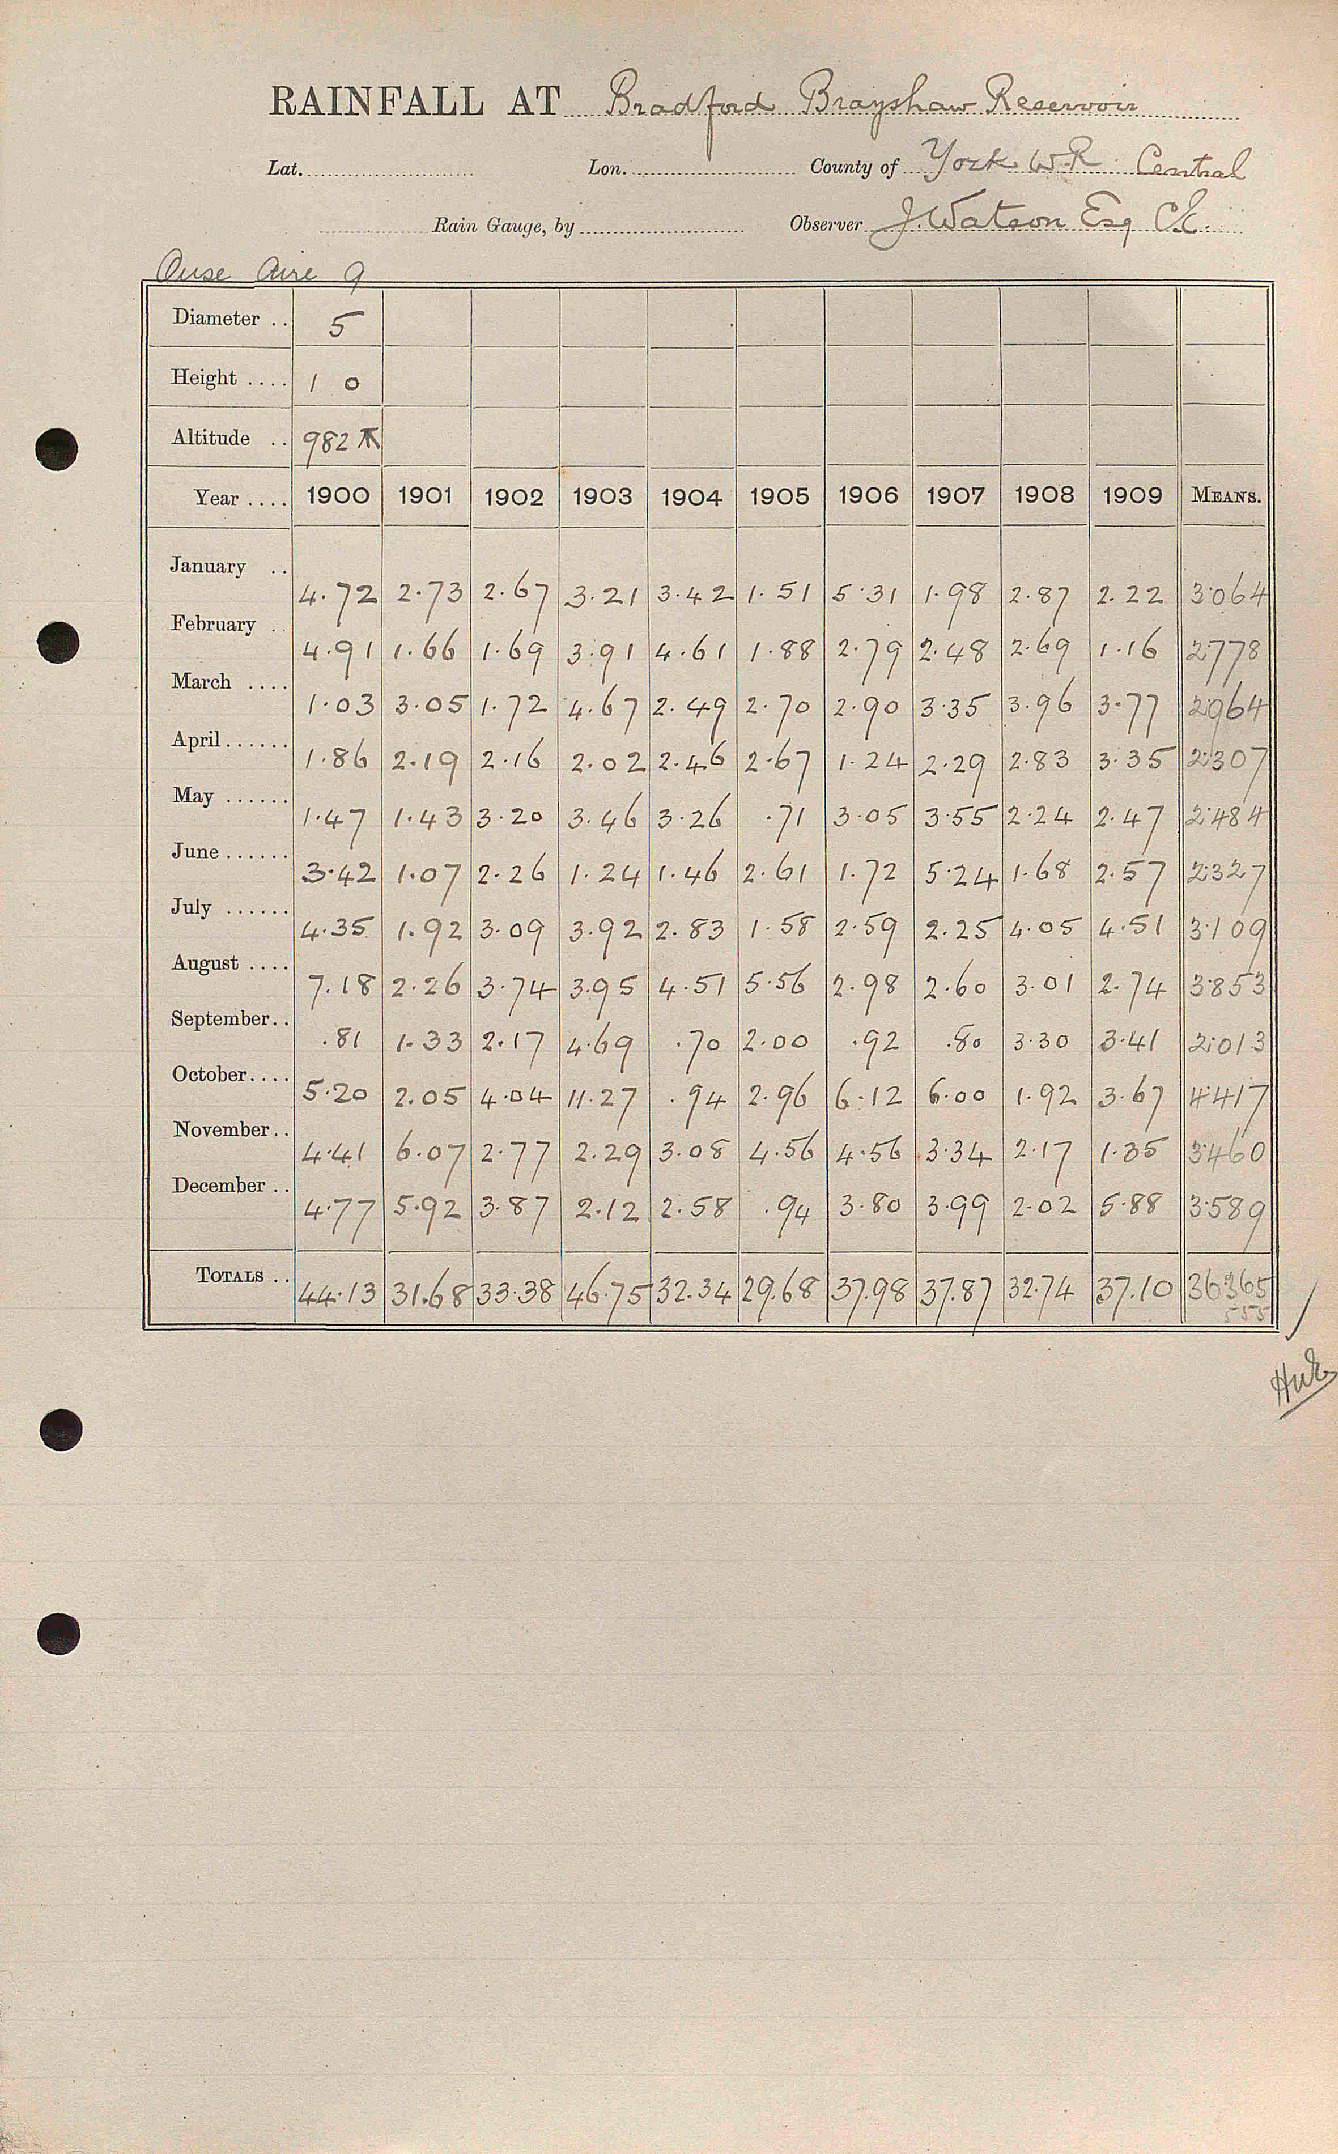 RAINFALL AT Bradford Brayshaw Reservoir
Lat. Lon. County of York W.R Central
Rain Gauge, by Observer J. Watson Esq C.E.
Ouse Aire 9
Diameter .. 5
Height .... 1 0
Altitude .. 982
Year .... 1900 1901 1902 1903 1904 1905 1906 1907 1908 1909 MEANS.
January .. 4.72 2.73 2.67 3.21 3.42 1.51 5.31 1.98 2.87 2.22 3.064
February .. 4.91 1.66 1.69 3.91 4.61 1.88 2.79 2.48 2.69 1.16 2778
March .... 1.03 3.05 1.72 4.67 2.49 2.70 2.90 3.35 3.96 3.77 2964
April ...... 1.86 2.19 2.16 2.02 2.46 2.67 1.24 2.29 2.83 3.35 2.307
May ...... 1.47 1.43 3.20 3.46 3.26 .71 3.05 3.55 2.24 2.47 2.484
June ...... 3.42 1.07 2.26 1.24 1.46 2.61 1.72 5.24 1.68 2.57 2327
July ...... 4.35 1.92 3.09 3.92 2.83 1.58 2.59 2.25 4.05 4.51 3.109
August .... 7.18 2.26 3.74 3.95 4.51 5.56 2.98 2.60 3.01 2.74 3.853
September .. .81 1.33 2.17 4.69 .70 2.00 .92 .80 3.30 3.41 2.013
October .... 5.20 2.05 4.04 11.27 .94 2.96 6.12 6.00 1.92 3.67 4.417
November .. 4.41 6.07 2.77 2.29 3.08 4.56 4.56 3.34 2.17 1.35 3.460
December .. 4.77 5.92 3.87 2.12 2.58 .94 3.80 3.99 2.02 5.88 3.589
TOTALS .. 44.13 31.68 33.38 46.75 32.34 29.68 37.98 37.87 32.74 37.10 36365
555